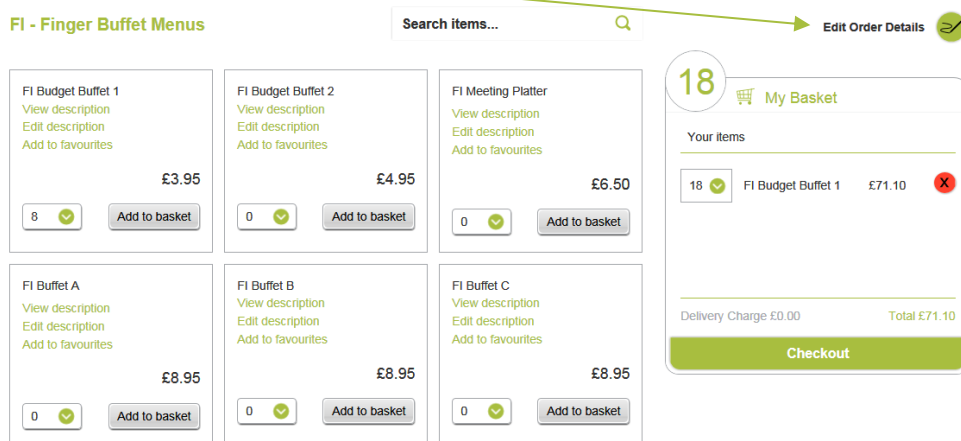 FI - Finger Buffet Menus
Search items...
Edit Order Details
FI Budget Buffet 1
View description
Edit description
Add to favourites
£3.95
8
Add to basket
FI Budget Buffet 2
View description
Edit description
Add to favourites
£4.95
0
Add to basket
FI Meeting Platter
View description
Edit description
Add to favourites
£6.50
0
Add to basket
FI Buffet A
View description
Edit description
Add to favourites
£8.95
0
Add to basket
FI Buffet B
View description
Edit description
Add to favourites
£8.95
0
Add to basket
FI Buffet C
View description
Edit description
Add to favourites
£8.95
0
Add to basket
18
My Basket
Your items
18 FI Budget Buffet 1 £71.10 X
Delivery Charge £0.00 Total £71.10
Checkout